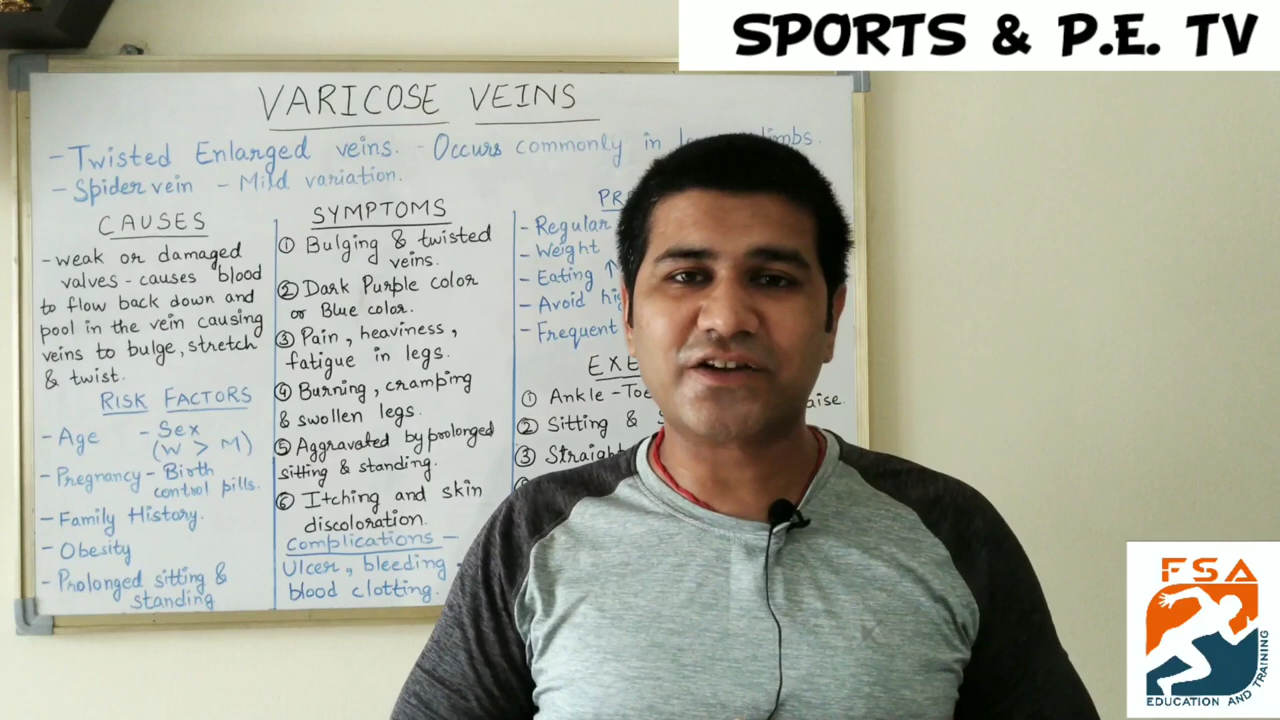 SPORTS & P.E. TV
VARICOSE VEINS
- Twisted Enlarged veins. - Occurs commonly in limbs.
- Spider vein - Mild variation.
CAUSES
- weak or damaged
valves - causes blood
to flow back down and
pool in the vein causing
veins to bulge, stretch
& twist.
RISK FACTORS
- Age - Sex
(W > M)
- Pregnancy - Birth
control pills.
- Family History.
- Obesity
- Prolonged sitting &
standing
SYMPTOMS
① Bulging & twisted
veins.
② Dark Purple color
or Blue color.
③ Pain, heaviness,
fatigue in legs.
④ Burning, cramping
& swollen legs.
⑤ Aggravated by prolonged
sitting & standing.
⑥ Itching and skin
discoloration.
Complications -
Ulcer, bleeding
blood clotting.
- Regular
- Weight
- Eating ↑
- Avoid
- Frequent
① Ankle - Toe
② Sitting &
③ Straight
FSA
EDUCATION AND TRAINING